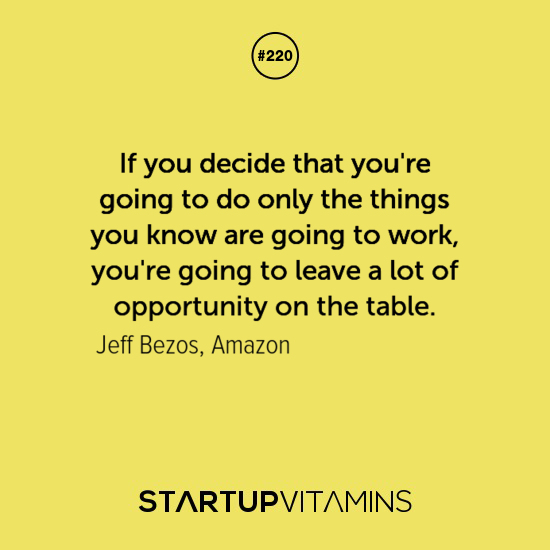 #220
If you decide that you're
going to do only the things
you know are going to work,
you're going to leave a lot of
opportunity on the table.
Jeff Bezos, Amazon
STARTUPVITAMINS